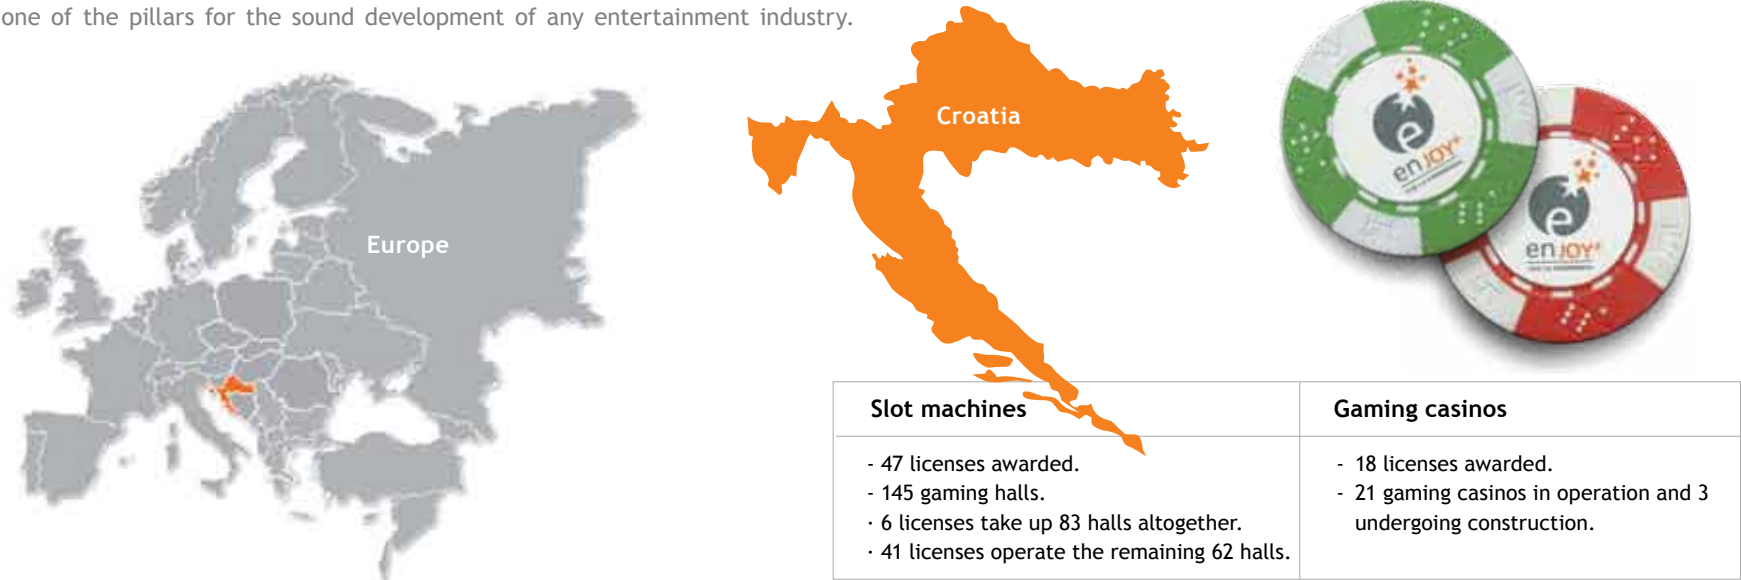 one of the pillars for the sound development of any entertainment industry.
Europe
Croatia
e
enJOY
e
enJOY
Slot machines
Gaming casinos
- 47 licenses awarded.
- 145 gaming halls.
· 6 licenses take up 83 halls altogether.
· 41 licenses operate the remaining 62 halls.
- 18 licenses awarded.
- 21 gaming casinos in operation and 3
undergoing construction.